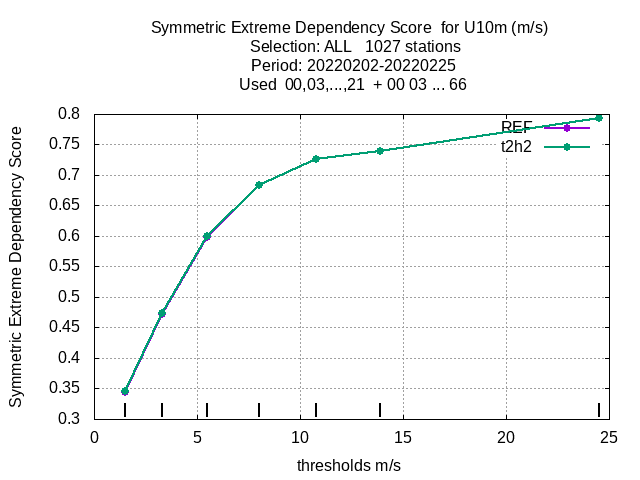 Symmetric Extreme Dependency Score  for U10m (m/s)
Selection: ALL   1027 stations
Period: 20220202-20220225
Used  00,03,...,21  + 00 03 ... 66
Symmetric Extreme Dependency Score
0.8
0.75
0.7
0.65
0.6
0.55
0.5
0.45
0.4
0.35
0.3
REF
t2h2
0 5 10 15 20 25
thresholds m/s